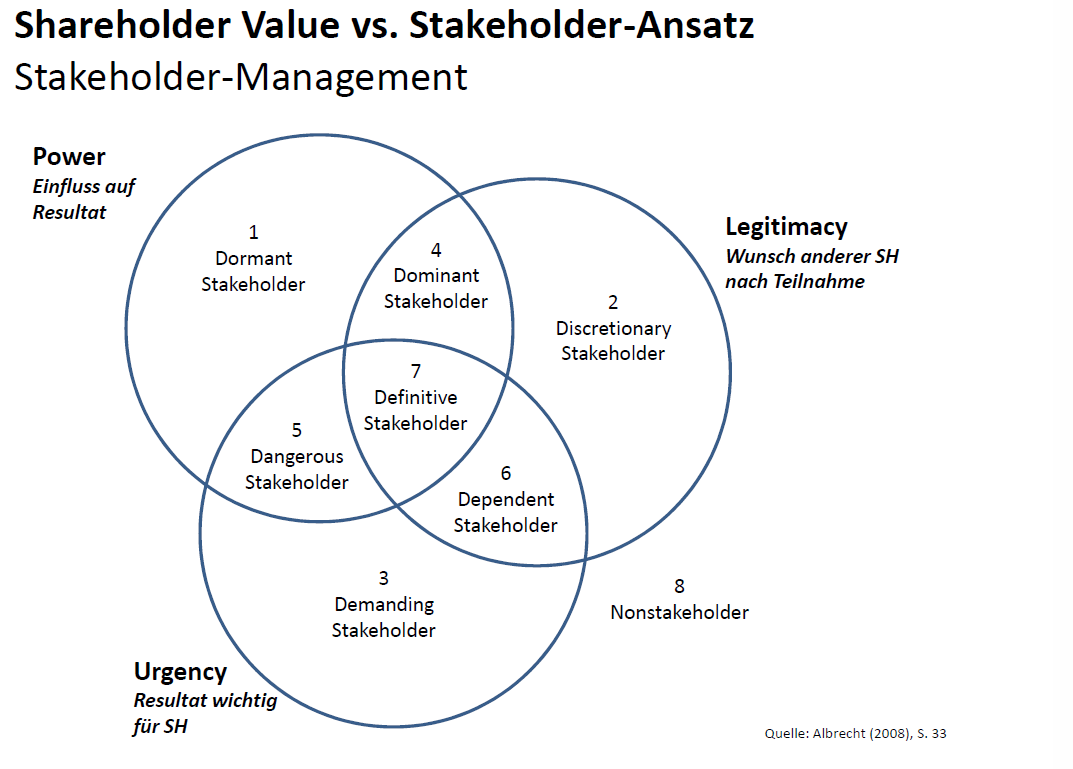 Shareholder Value vs. Stakeholder-Ansatz
Stakeholder-Management
Power
Einfluss auf
Resultat
1
Dormant
Stakeholder
4
Dominant
Stakeholder
Legitimacy
Wunsch anderer SH
nach Teilnahme
2
Discretionary
Stakeholder
7
Definitive
Stakeholder
5
Dangerous
Stakeholder
6
Dependent
Stakeholder
3
Demanding
Stakeholder
8
Nonstakeholder
Urgency
Resultat wichtig
für SH
Quelle: Albrecht (2008), S. 33